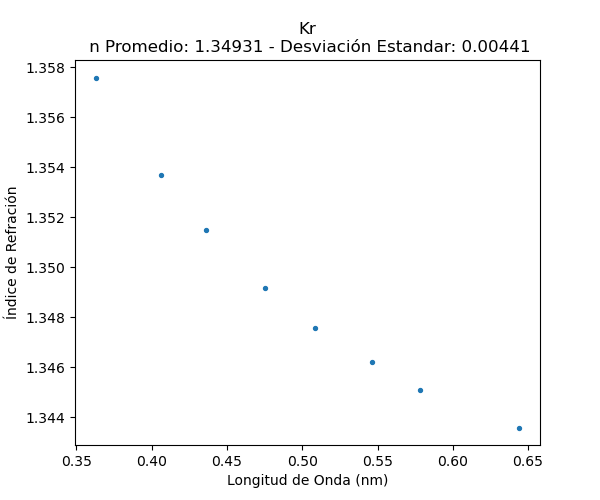 Kr
n Promedio: 1.34931 - Desviación Estandar: 0.00441
1.358
1.356
1.354
1.352
1.350
1.348
1.346
1.344
Índice de Refración
0.35 0.40 0.45 0.50 0.55 0.60 0.65
Longitud de Onda (nm)